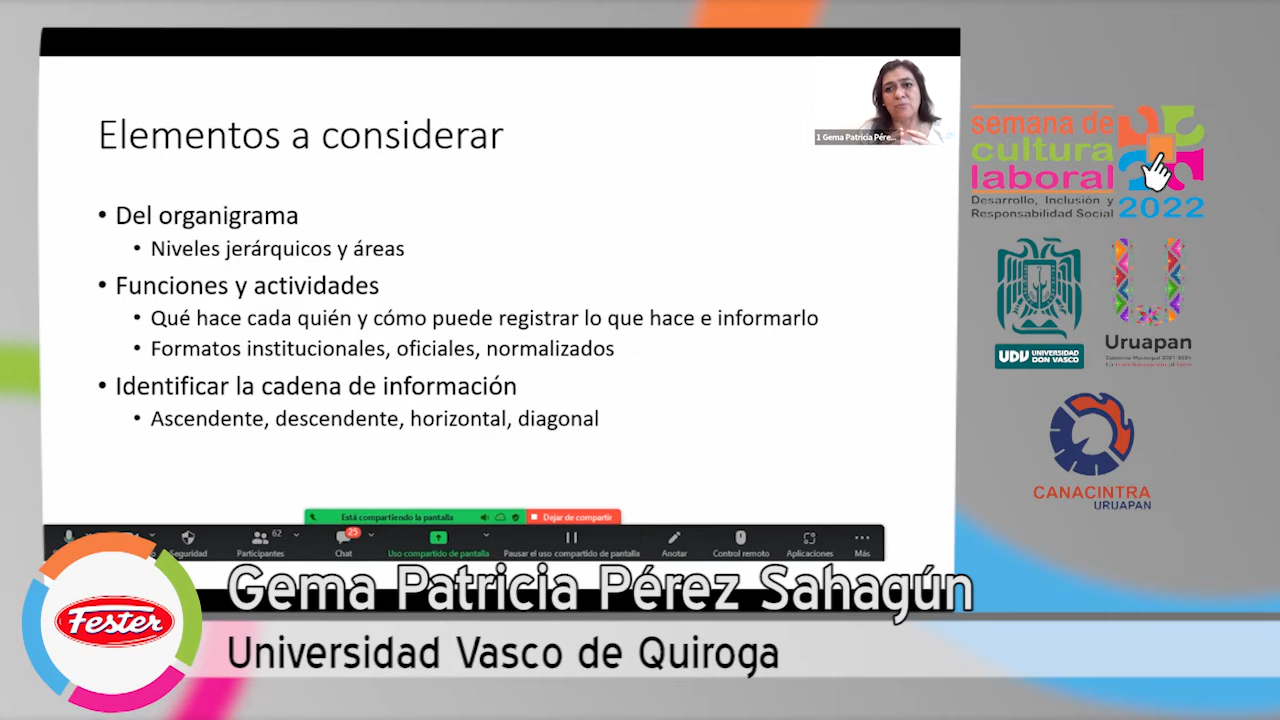 Elementos a considerar
• Del organigrama
• Niveles jerárquicos y áreas
• Funciones y actividades
• Qué hace cada quién y cómo puede registrar lo que hace e informarlo
• Formatos institucionales, oficiales, normalizados
• Identificar la cadena de información
• Ascendente, descendente, horizontal, diagonal
1 Gema Patricia Pére...
semana de
cultura
laboral
Desarrollo, Inclusión y
Responsabilidad Social
2022
UDV UNIVERSIDAD
DON VASCO
Uruapan
Gobierno Municipal 2021-2024
CANACINTRA
URUAPAN
Está compartiendo la pantalla
Dejar de compartir
Seguridad
62
Participantes
25
Chat
Uso compartido de pantalla
Pausar el uso compartido de pantalla
Anotar
Control remoto
Aplicaciones
Más
Fester
Gema Patricia Pérez Sahagún
Universidad Vasco de Quiroga